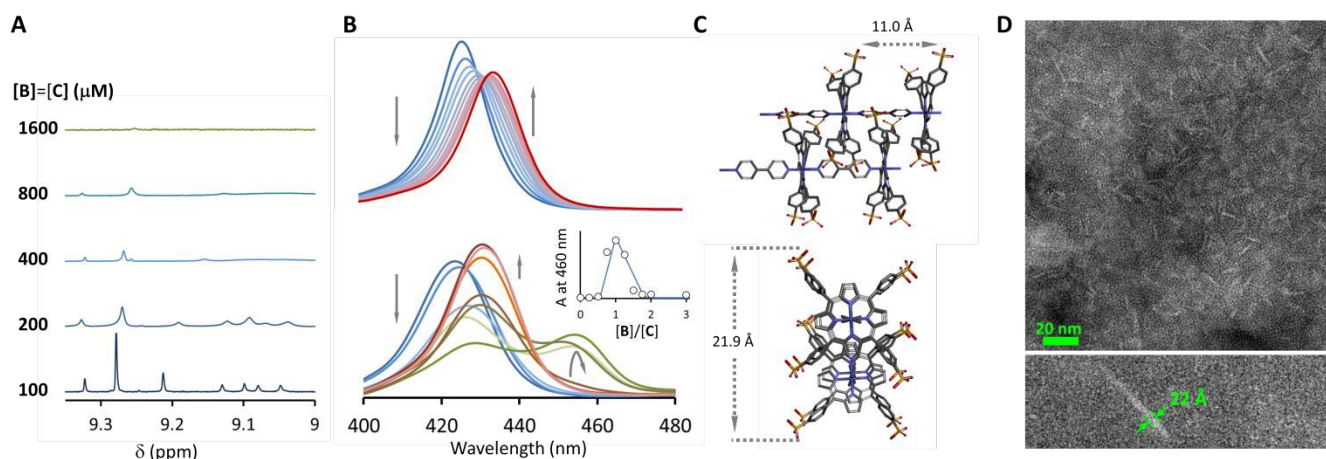 A
[B]=[C] (μM)
1600
800
400
200
100
9.3
9.2
9.1
9
δ (ppm)
B
A at 460 nm
0
1
2
3
[B]/[C]
400
420
440
460
480
Wavelength (nm)
C
11.0 Å
21.9 Å
D
20 nm
22 Å